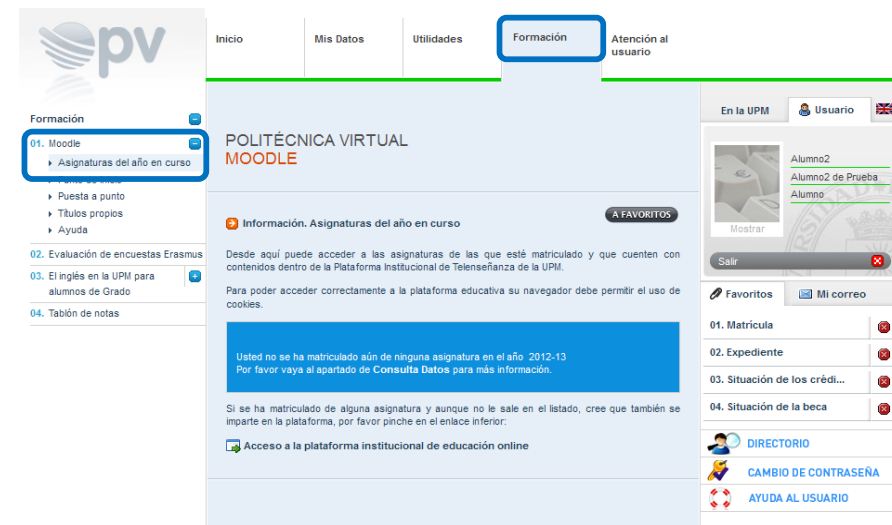 pv
Inicio
Mis Datos
Utilidades
Formación
Atención al
usuario
Formación
01. Moodle
Asignaturas del año en curso
Puesta a punto
Títulos propios
Ayuda
02. Evaluación de encuestas Erasmus
03. El inglés en la UPM para
alumnos de Grado
04. Tablón de notas
POLITÉCNICA VIRTUAL
MOODLE
Información. Asignaturas del año en curso
A FAVORITOS
Desde aquí puede acceder a las asignaturas de las que esté matriculado y que cuenten con
contenidos dentro de la Plataforma Institucional de Telenseñanza de la UPM.
Para poder acceder correctamente a la plataforma educativa su navegador debe permitir el uso de
cookies.
Usted no se ha matriculado aún de ninguna asignatura en el año 2012-13
Por favor vaya al apartado de Consulta Datos para más información.
Si se ha matriculado de alguna asignatura y aunque no le sale en el listado, cree que también se
imparte en la plataforma, por favor pinche en el enlace inferior:
Acceso a la plataforma institucional de educación online
En la UPM
Usuario
Alumno2
Alumno2 de Prueba
Alumno
Mostrar
Salir
Favoritos
Mi correo
01. Matrícula
02. Expediente
03. Situación de los crédi...
04. Situación de la beca
DIRECTORIO
CAMBIO DE CONTRASEÑA
AYUDA AL USUARIO